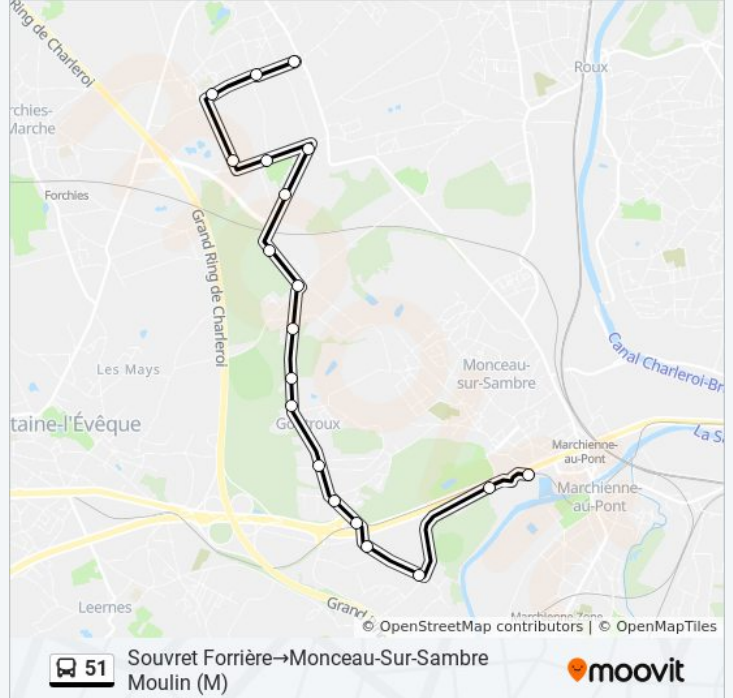 Ring de Charleroi
Roux
rchies-
Marche
Forchies
Grand Ring de Charleroi
Canal Charleroi-Br
Les Mays
Monceau-
sur-Sambre
taine-l'Évêque
Marchienne-
au-Pont
La S
Marchienne-
au-Pont
Leernes
Grand
© OpenStreetMap contributors | © OpenMapTiles
51
Souvret Forrière→Monceau-Sur-Sambre
Moulin (M)
moovit